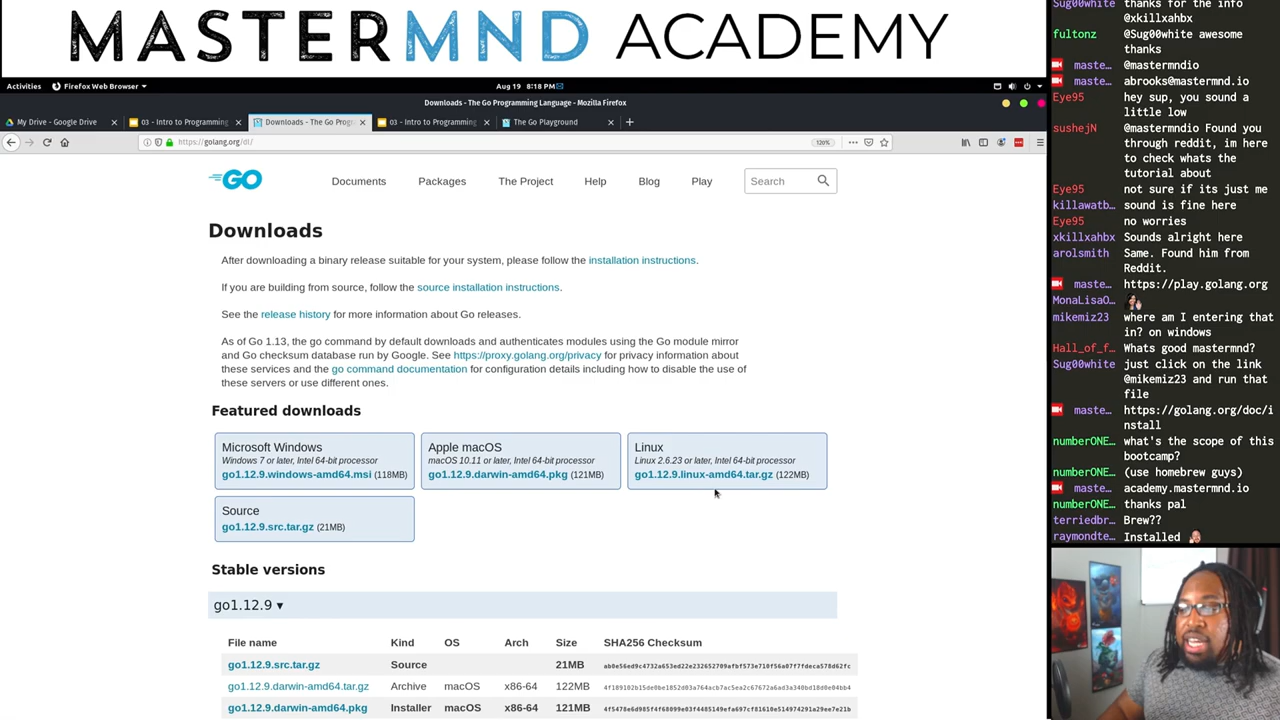 MASTERMND ACADEMY
Activities Firefox Web Browser Aug 19 8:18 PM
Downloads - The Go Programming Language - Mozilla Firefox
My Drive - Google Drive 03 - Intro to Programming Downloads - The Go Progr 03 - Intro to Programming The Go Playground
https://golang.org/dl/ 120%
GO Documents Packages The Project Help Blog Play Search
Downloads
After downloading a binary release suitable for your system, please follow the installation instructions.
If you are building from source, follow the source installation instructions.
See the release history for more information about Go releases.
As of Go 1.13, the go command by default downloads and authenticates modules using the Go module mirror
and Go checksum database run by Google. See https://proxy.golang.org/privacy for privacy information about
these services and the go command documentation for configuration details including how to disable the use of
these servers or use different ones.
Featured downloads
Microsoft Windows
Windows 7 or later, Intel 64-bit processor
go1.12.9.windows-amd64.msi (118MB)
Apple macOS
macOS 10.11 or later, Intel 64-bit processor
go1.12.9.darwin-amd64.pkg (121MB)
Linux
Linux 2.6.23 or later, Intel 64-bit processor
go1.12.9.linux-amd64.tar.gz (122MB)
Source
go1.12.9.src.tar.gz (21MB)
Stable versions
go1.12.9 ▾
File name Kind OS Arch Size SHA256 Checksum
go1.12.9.src.tar.gz Source 21MB
go1.12.9.darwin-amd64.tar.gz Archive macOS x86-64 122MB
go1.12.9.darwin-amd64.pkg Installer macOS x86-64 121MB
Sug00white thanks for the info
@xkillxahbx
fultonz @Sug00white awesome
thanks
maste... @mastermndio
maste... abrooks@mastermnd.io
Eye95 hey sup, you sound a
little low
sushejN @mastermndio Found you
through reddit, im here
to check whats the
tutorial about
Eye95 not sure if its just me
killawatb... sound is fine here
Eye95 no worries
xkillxahbx Sounds alright here
arolsmith Same. Found him from
Reddit.
maste... https://play.golang.org
MonaLisaO...
mikemiz23 where am I entering that
in? on windows
Hall_of_f... Whats good mastermnd?
Sug00white just click on the link
@mikemiz23 and run that
file
maste... https://golang.org/doc/i
nstall
numberONE... what's the scope of this
bootcamp?
numberONE... (use homebrew guys)
maste... academy.mastermnd.io
numberONE... thanks pal
terriedbr... Brew??
raymondte... Installed